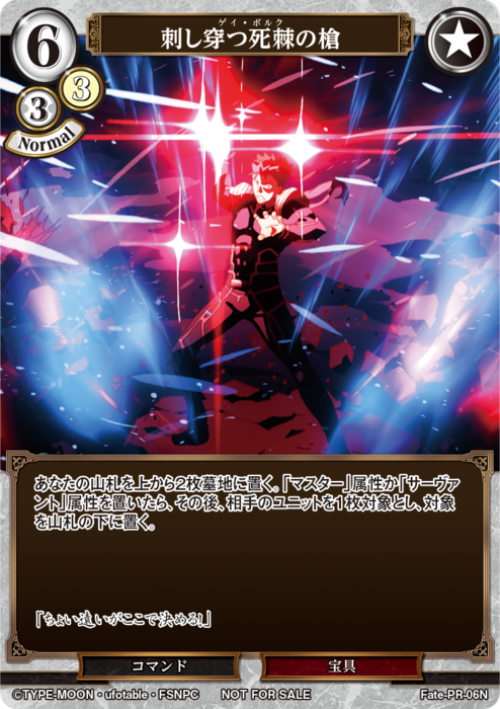 ゲイ・ボルク
6
刺し穿つ死棘の槍
3
3
Normal
あなたの山札を上から2枚墓地に置く。「マスター」属性か「サーヴァ
ント」属性を置いたら、その後、相手のユニットを1枚対象とし、対象
を山札の下に置く。
「ちょい遠いがここで決める!」
コマンド
宝具
©TYPE-MOON・ufotable・FSNPC
NOT FOR SALE
Fate-PR-06N